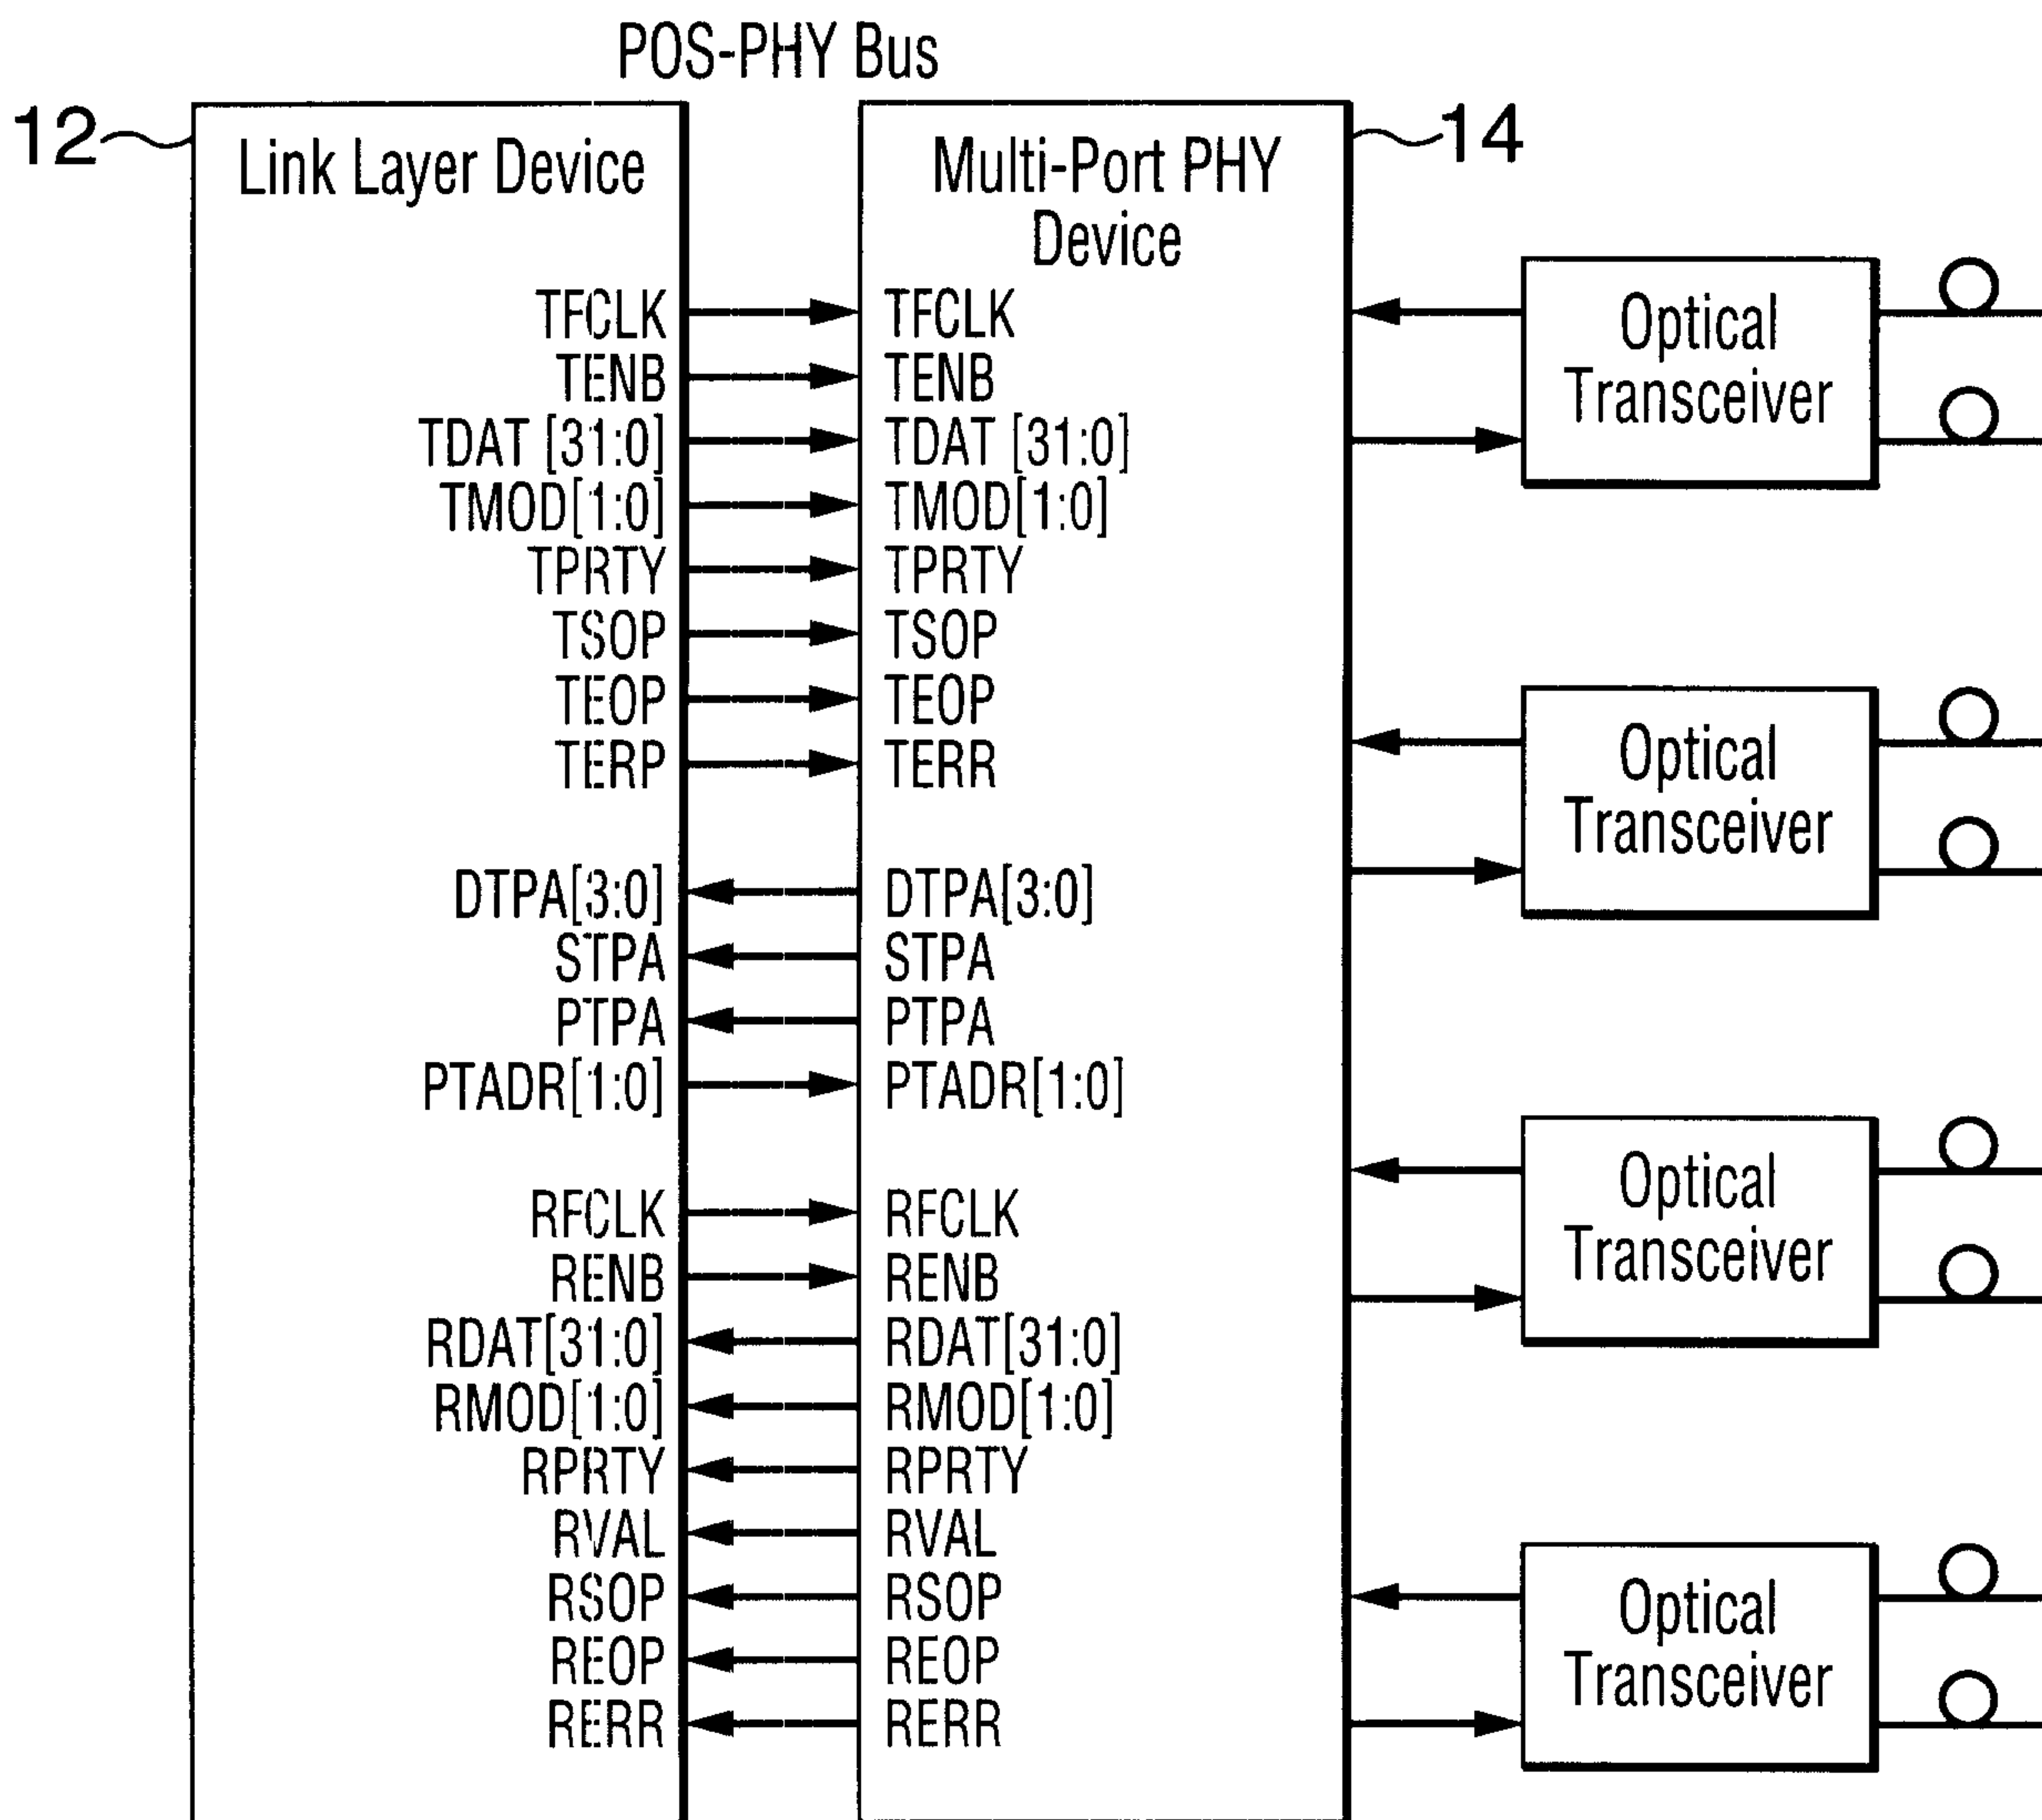 POS-PHY Bus
12
Link Layer Device
TFCLK
TENB
TDAT [31:0]
TMOD[1:0]
TPRTY
TSOP
TEOP
TERP
DTPA[3:0]
STPA
PTPA
PTADR[1:0]
RFCLK
RENB
RDAT[31:0]
RMOD[1:0]
RPRTY
RVAL
RSOP
REOP
RERR
Multi-Port PHY
Device
14
TFCLK
TENB
TDAT [31:0]
TMOD[1:0]
TPRTY
TSOP
TEOP
TERR
DTPA[3:0]
STPA
PTPA
PTADR[1:0]
RFCLK
RENB
RDAT[31:0]
RMOD[1:0]
RPRTY
RVAL
RSOP
REOP
RERR
Optical
Transceiver
Optical
Transceiver
Optical
Transceiver
Optical
Transceiver